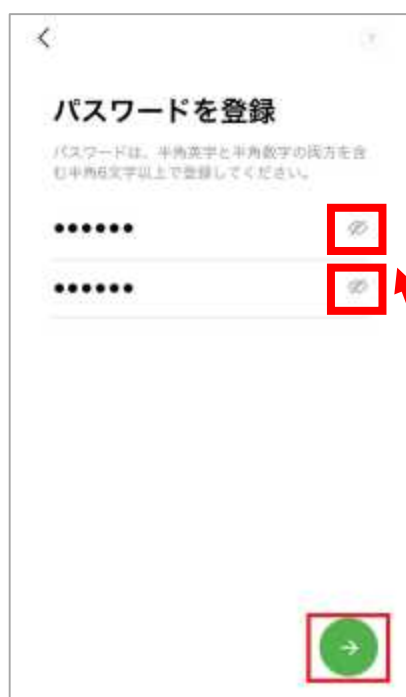 パスワードを登録
パスワードは、半角英字と半角数字の両方を含
む半角6文字以上で登録してください。
●●●●●●
●●●●●●